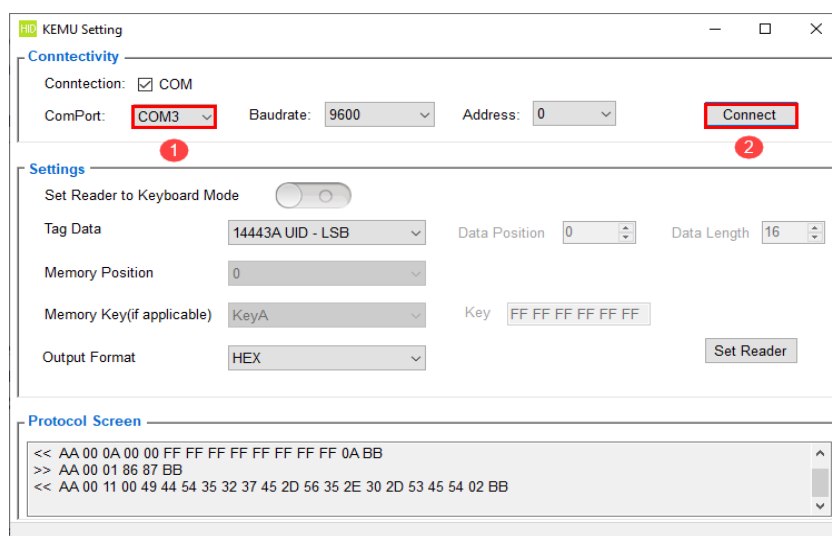 HID KEMU Setting
Conntectivity
Conntection: COM
ComPort: COM3 Baudrate: 9600 Address: 0 Connect
1 2
Settings
Set Reader to Keyboard Mode
Tag Data 14443A UID - LSB Data Position 0 Data Length 16
Memory Position 0
Memory Key(if applicable) KeyA Key FF FF FF FF FF FF
Output Format HEX Set Reader
Protocol Screen
<< AA 00 0A 00 00 FF FF FF FF FF FF FF FF 0A BB
>> AA 00 01 86 87 BB
<< AA 00 11 00 49 44 54 35 32 37 45 2D 56 35 2E 30 2D 53 45 54 02 BB